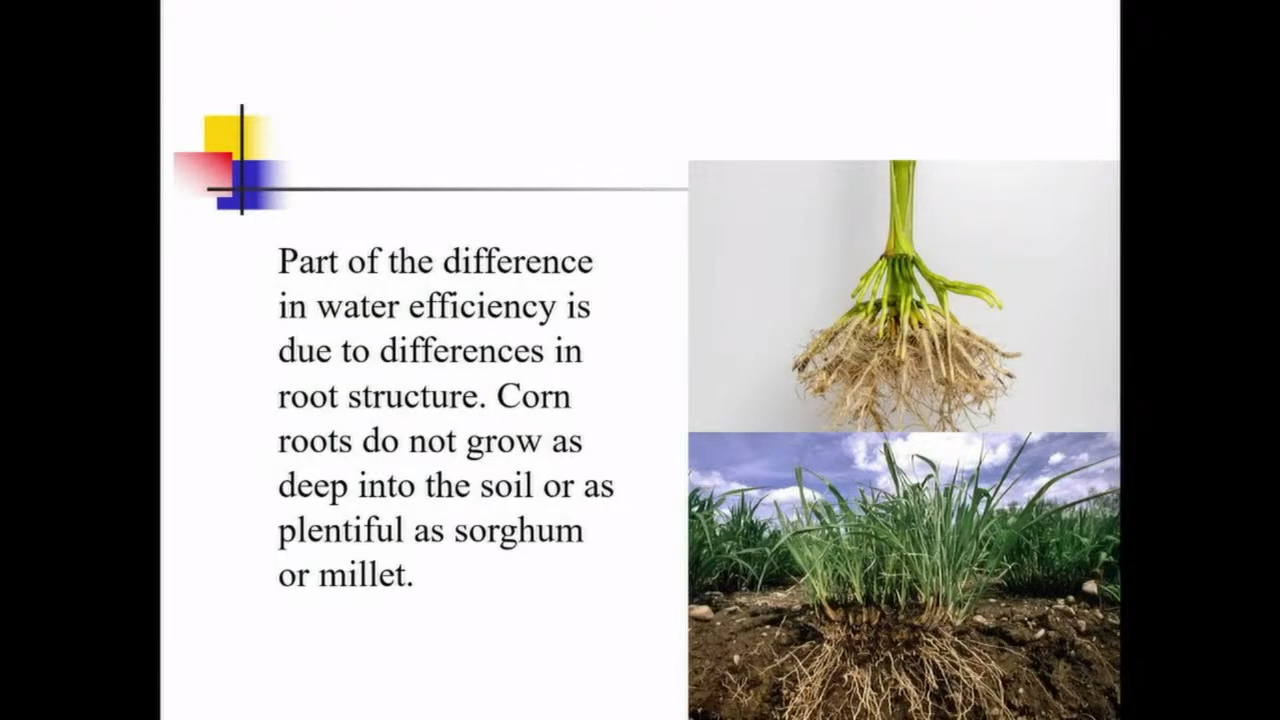 Part of the difference
in water efficiency is
due to differences in
root structure. Corn
roots do not grow as
deep into the soil or as
plentiful as sorghum
or millet.